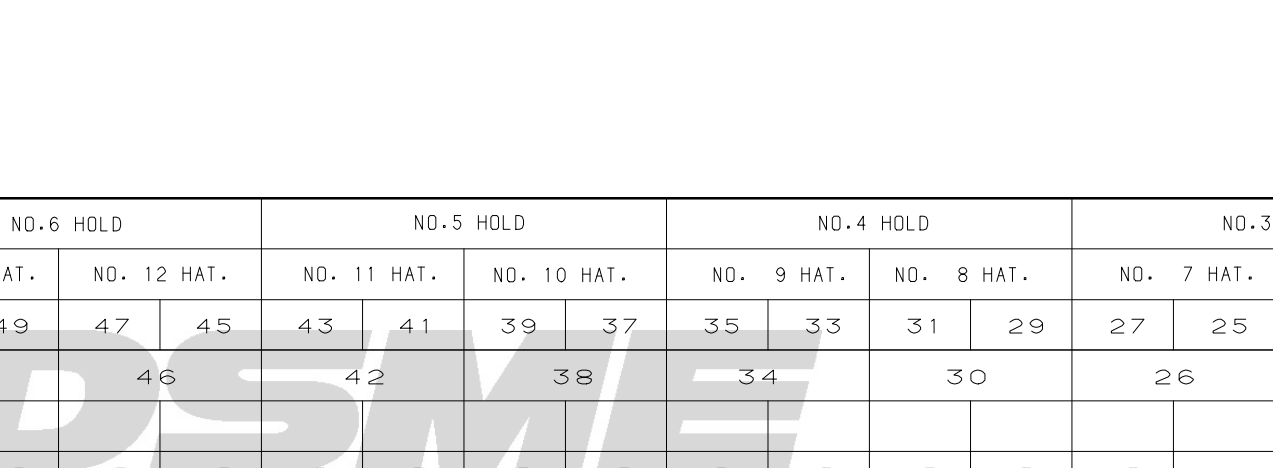 NO.6 HOLD NO.5 HOLD NO.4 HOLD NO.3
AT. NO. 12 HAT. NO. 11 HAT. NO. 10 HAT. NO. 9 HAT. NO. 8 HAT. NO. 7 HAT.
49 47 45 43 41 39 37 35 33 31 29 27 25
46 42 38 34 30 26
DSME